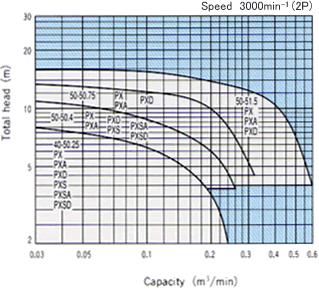 Speed 3000min⁻¹(2P)
30
20
10
5
2
Total head (m)
50-50.75
PX
PXA
PXD
50-51.5
PX
PXA
PXD
50-50.4
PX
PXA
PXD
PXS
PXSA
PXSD
40-50.25
PX
PXA
PXD
PXS
PXSA
PXSD
0.03
0.05
0.1
0.2
0.3
0.4
0.5
0.6
Capacity (m³/min)